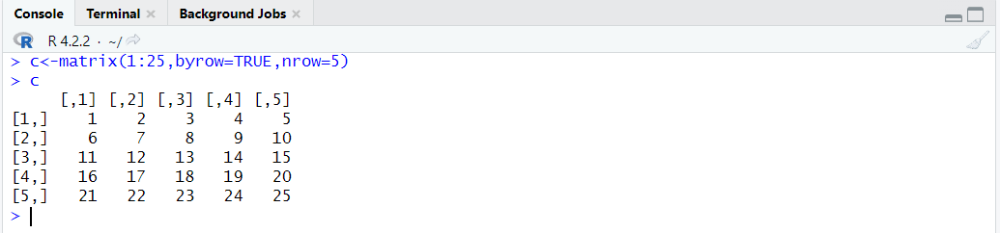 Console Terminal Background Jobs
R R 4.2.2 · ~/
> c<-matrix(1:25,byrow=TRUE,nrow=5)
> c
     [,1] [,2] [,3] [,4] [,5]
[1,]    1    2    3    4    5
[2,]    6    7    8    9   10
[3,]   11   12   13   14   15
[4,]   16   17   18   19   20
[5,]   21   22   23   24   25
>